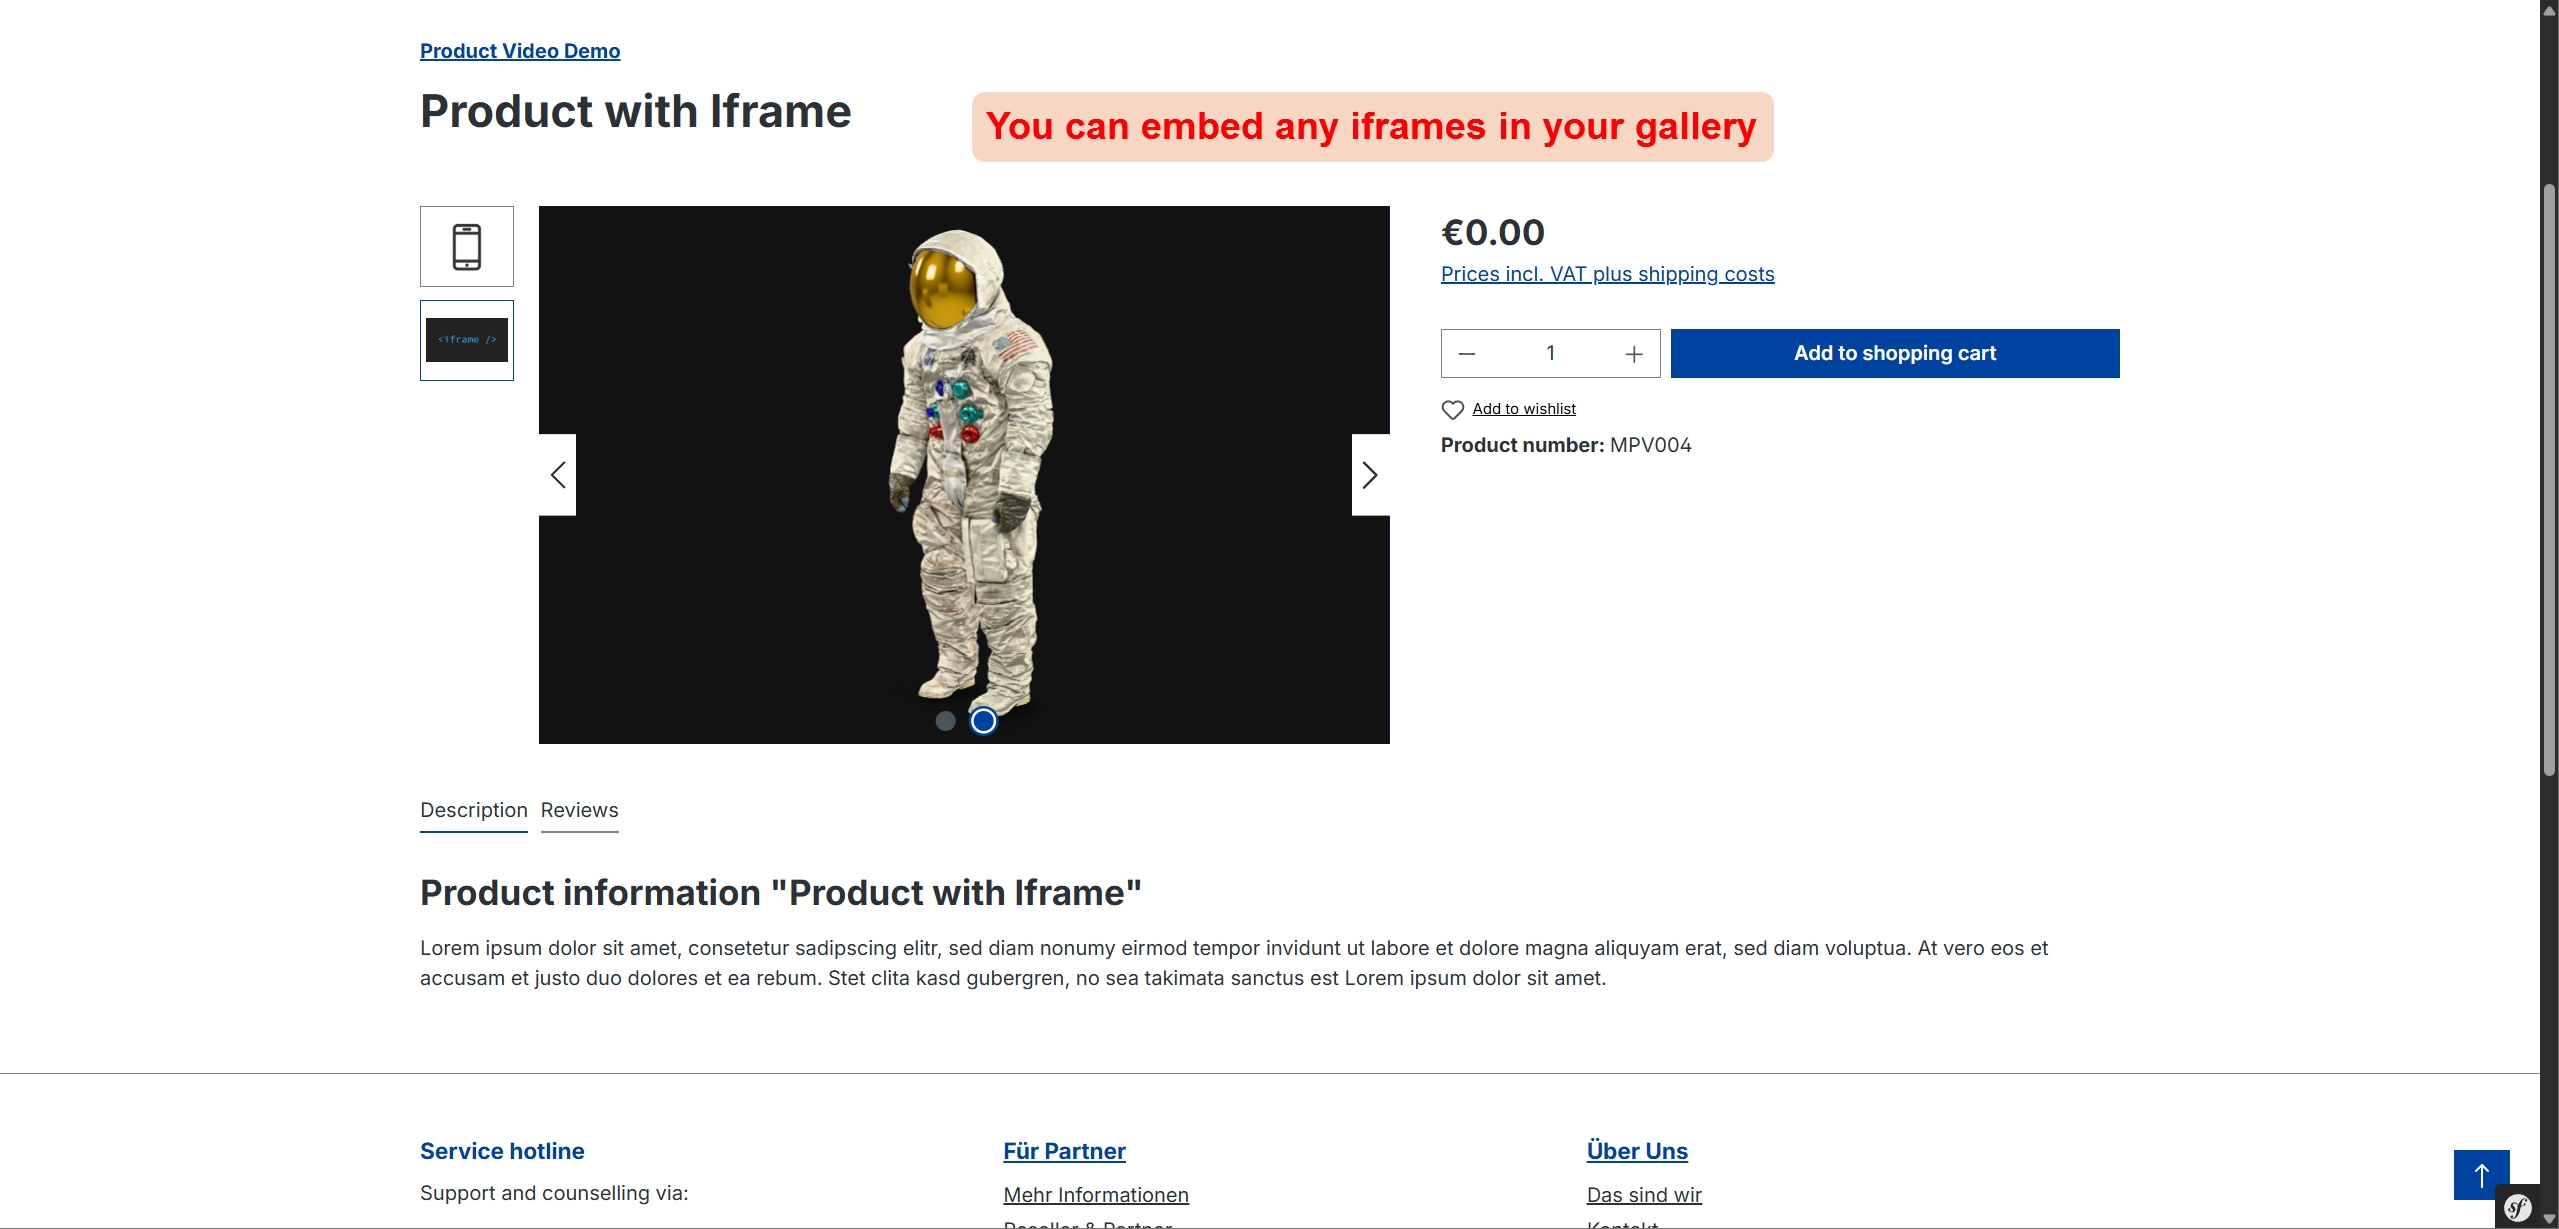 Product Video Demo
Product with Iframe
You can embed any iframes in your gallery
<iframe />
€0.00
Prices incl. VAT plus shipping costs
1
Add to shopping cart
Add to wishlist
Product number: MPV004
Description Reviews
Product information "Product with Iframe"
Lorem ipsum dolor sit amet, consetetur sadipscing elitr, sed diam nonumy eirmod tempor invidunt ut labore et dolore magna aliquyam erat, sed diam voluptua. At vero eos et
accusam et justo duo dolores et ea rebum. Stet clita kasd gubergren, no sea takimata sanctus est Lorem ipsum dolor sit amet.
Service hotline
Support and counselling via:
Für Partner
Mehr Informationen
Reseller & Partner
Über Uns
Das sind wir
Kontakt
sf